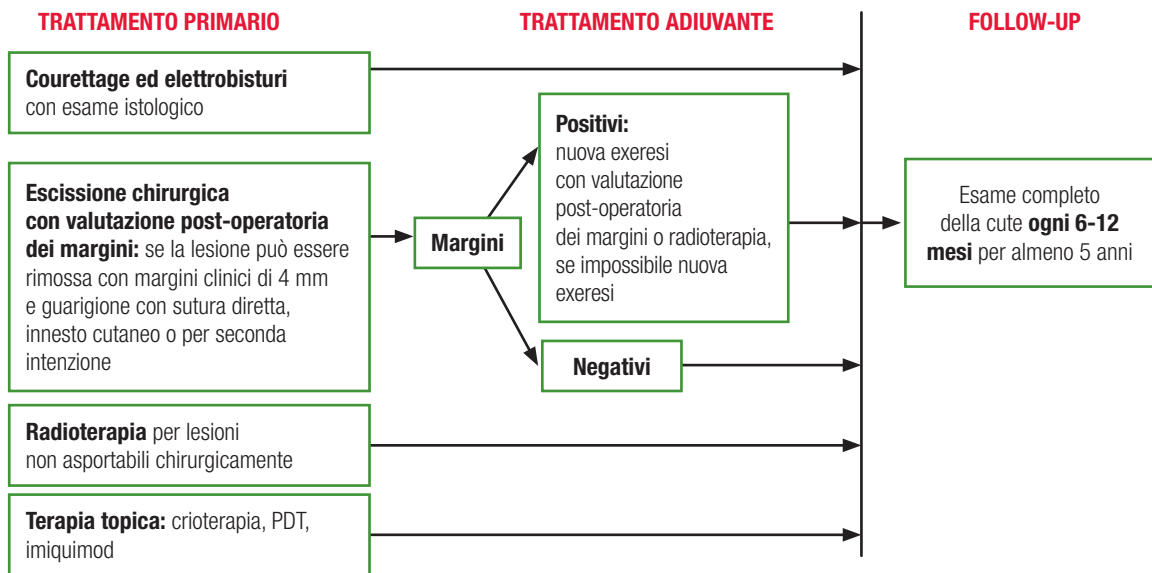 TRATTAMENTO PRIMARIO
TRATTAMENTO ADIUVANTE
FOLLOW-UP
Courettage ed elettrobisturi
con esame istologico
Escissione chirurgica
con valutazione post-operatoria
dei margini: se la lesione può essere
rimossa con margini clinici di 4 mm
e guarigione con sutura diretta,
innesto cutaneo o per seconda
intenzione
Margini
Positivi:
nuova exeresi
con valutazione
post-operatoria
dei margini o radioterapia,
se impossibile nuova
exeresi
Negativi
Esame completo
della cute ogni 6-12
mesi per almeno 5 anni
Radioterapia per lesioni
non asportabili chirurgicamente
Terapia topica: crioterapia, PDT,
imiquimod